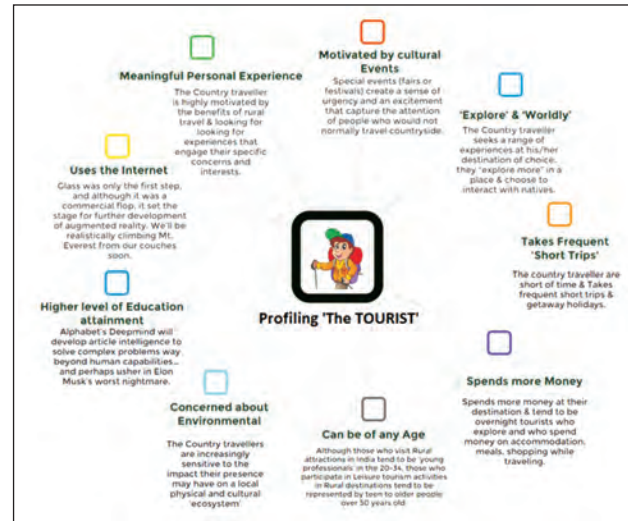 Motivated by cultural
Events
Special events (fairs or
festivals) create a sense of
urgency and an excitement
that capture the attention
of people who would not
normally travel countryside.
'Explore' & 'Worldly'
The Country traveller
seeks a range of
experiences at his/her
destination of choice,
they "explore more" in a
place & choose to
interact with natives.
Takes Frequent
'Short Trips'
The country traveller are
short of time & Takes
frequent short trips &
getaway holidays.
Spends more Money
Spends more money at their
destination & tend to be
overnight tourists who
explore and who spend
money on accommodation,
meals, shopping while
traveling.
Can be of any Age
Although those who visit Rural
attractions in India tend to be 'young
professionals' in the 20-34, those who
participate in Leisure tourism activities
in Rural destinations tend to be
represented by teen to older people
over 50 years old
Concerned about
Environmental
The Country travellers
are increasingly
sensitive to the
impact their presence
may have on a local
physical and cultural
'ecosystem'
Higher level of Education
attainment
Alphabet's Deepmind will
develop article intelligence to
solve complex problems way
beyond human capabilities...
and perhaps usher in Elon
Musk's worst nightmare.
Uses the Internet
Glass was only the first step,
and although it was a
commercial flop, it set the
stage for further development
of augmented reality. We'll be
realistically climbing Mt.
Everest from our couches
soon.
Meaningful Personal Experience
The Country traveller
is highly motivated by
the benefits of rural
travel & looking for
looking for
experiences that
engage their specific
concerns and
interests.
Profiling 'The TOURIST'